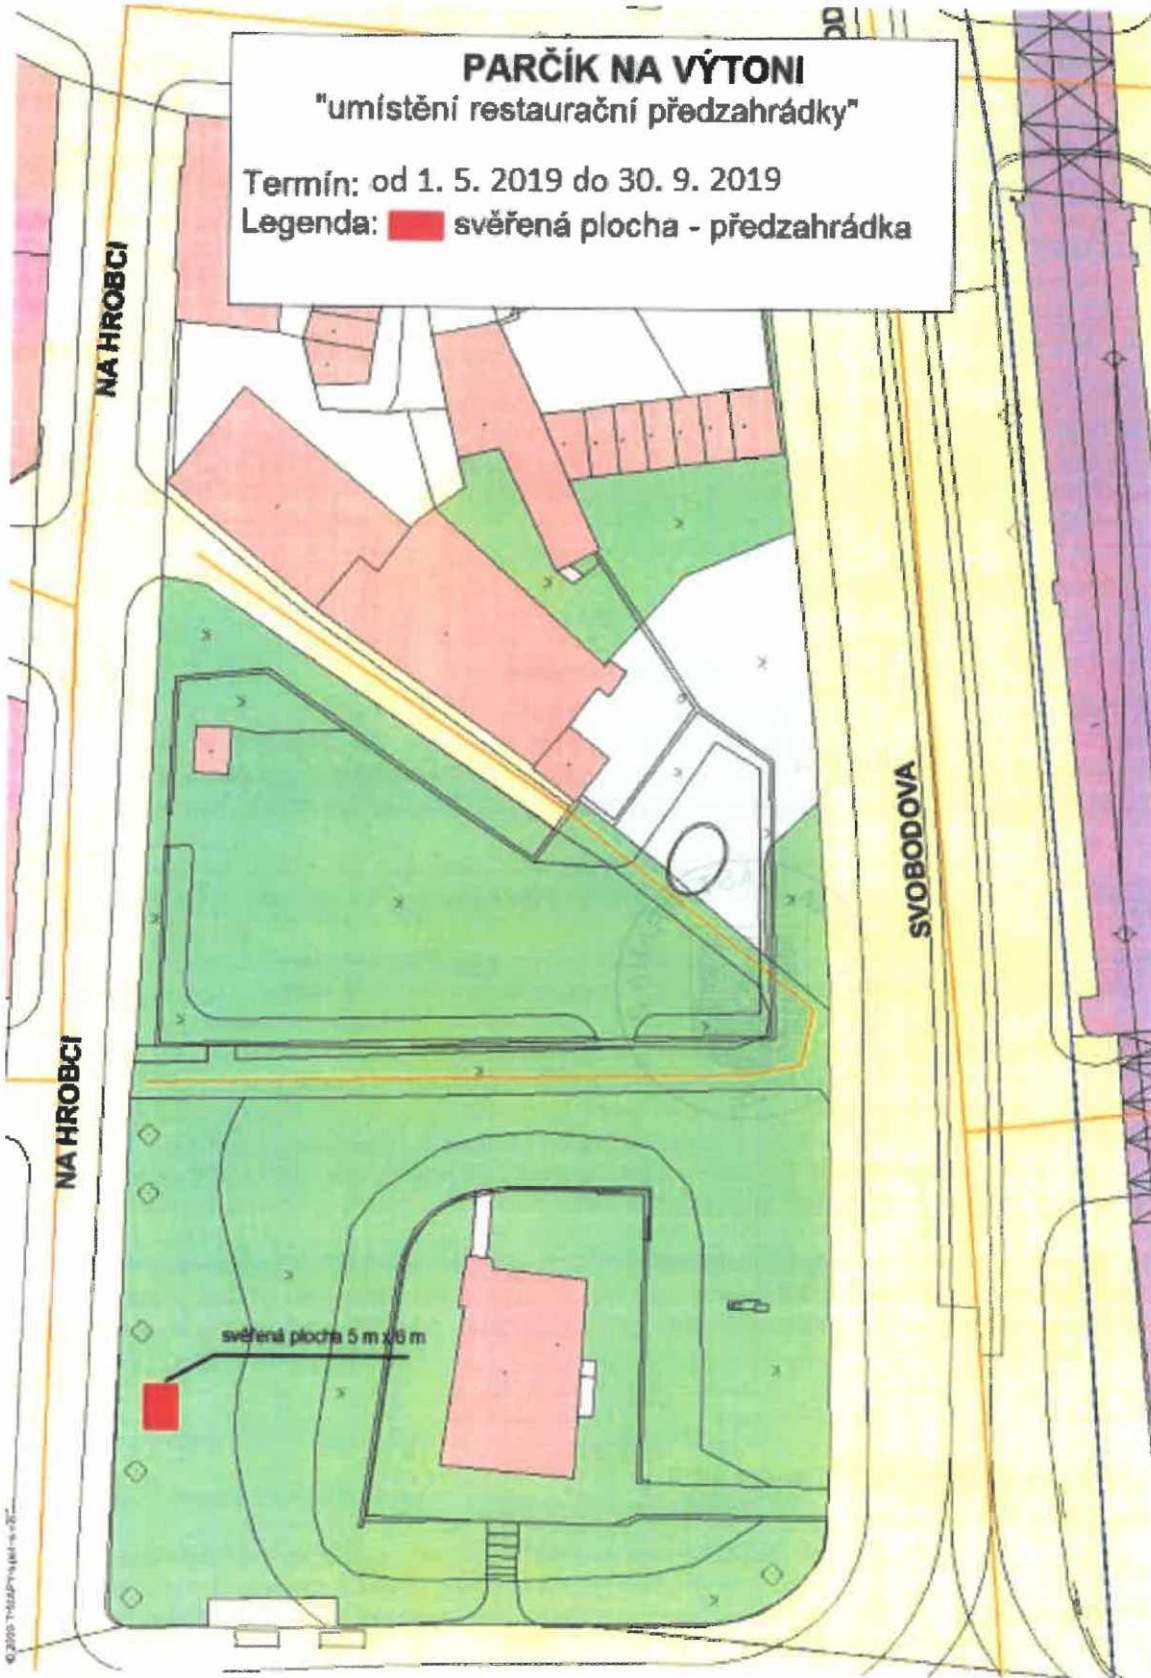 PARČÍK NA VÝTONI
"umístění restaurační předzahrádky"
Termín: od 1. 5. 2019 do 30. 9. 2019
Legenda: svěřená plocha - předzahrádka
NA HROBCI
SVOBODOVA
NA HROBCI
svěřená plocha 5 m x 6 m